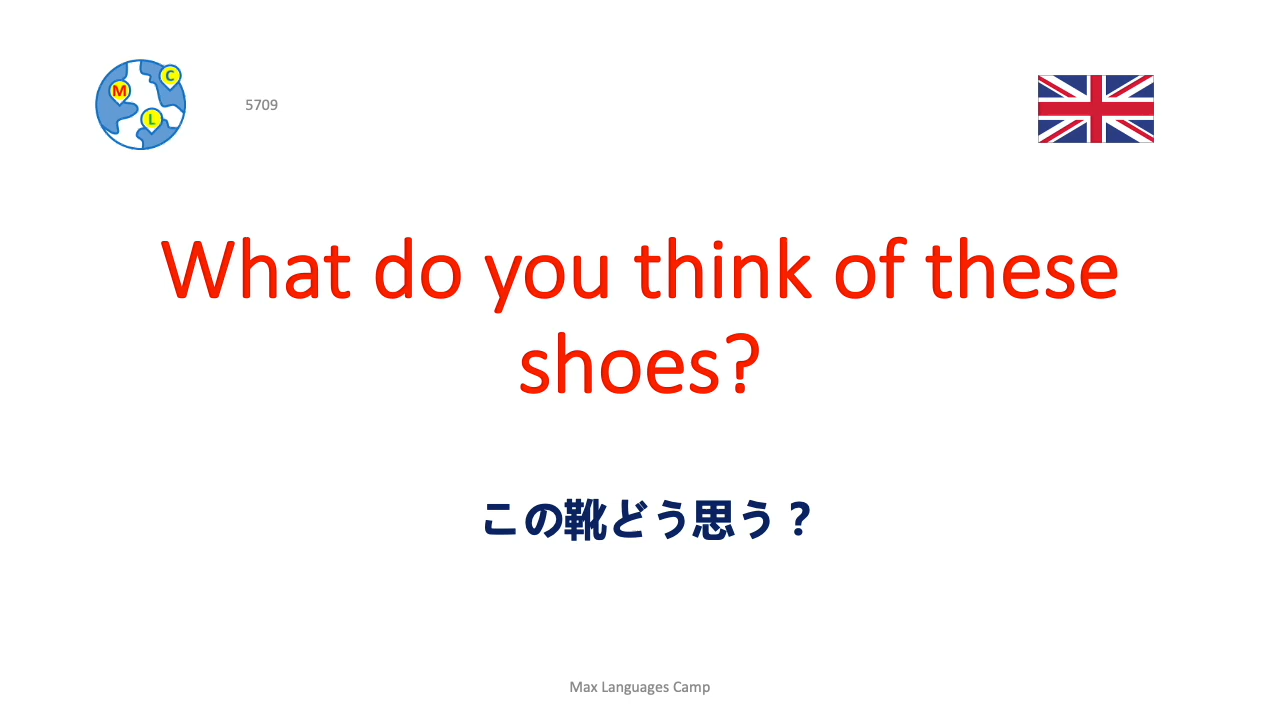 C
M
L
5709
What do you think of these
shoes?
この靴どう思う？
Max Languages Camp